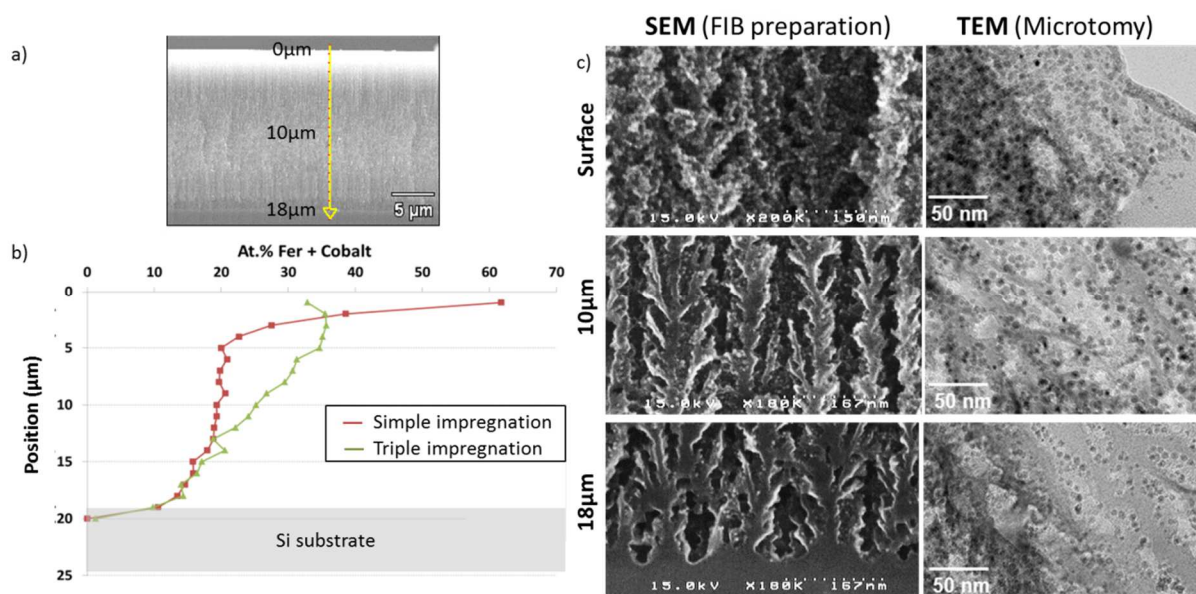 a)
0μm
10μm
18μm
5 μm
b)
At.% Fer + Cobalt
0 10 20 30 40 50 60 70
0
5
10
15
20
25
Position (μm)
Simple impregnation
Triple impregnation
Si substrate
c)
SEM (FIB preparation)
TEM (Microtomy)
Surface
15.0kV X200K 150nm
50 nm
10μm
15.0kV X180K 167nm
50 nm
18μm
15.0kV X180K 167nm
50 nm